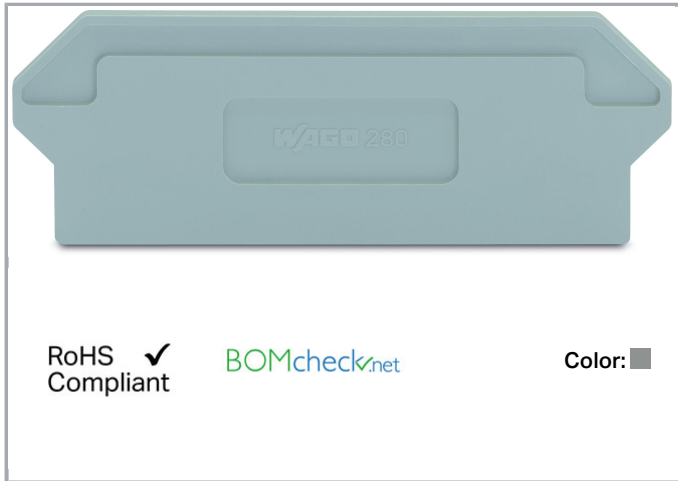 WAGO 280
RoHS ✓
Compliant
BOMcheck.net
Color: